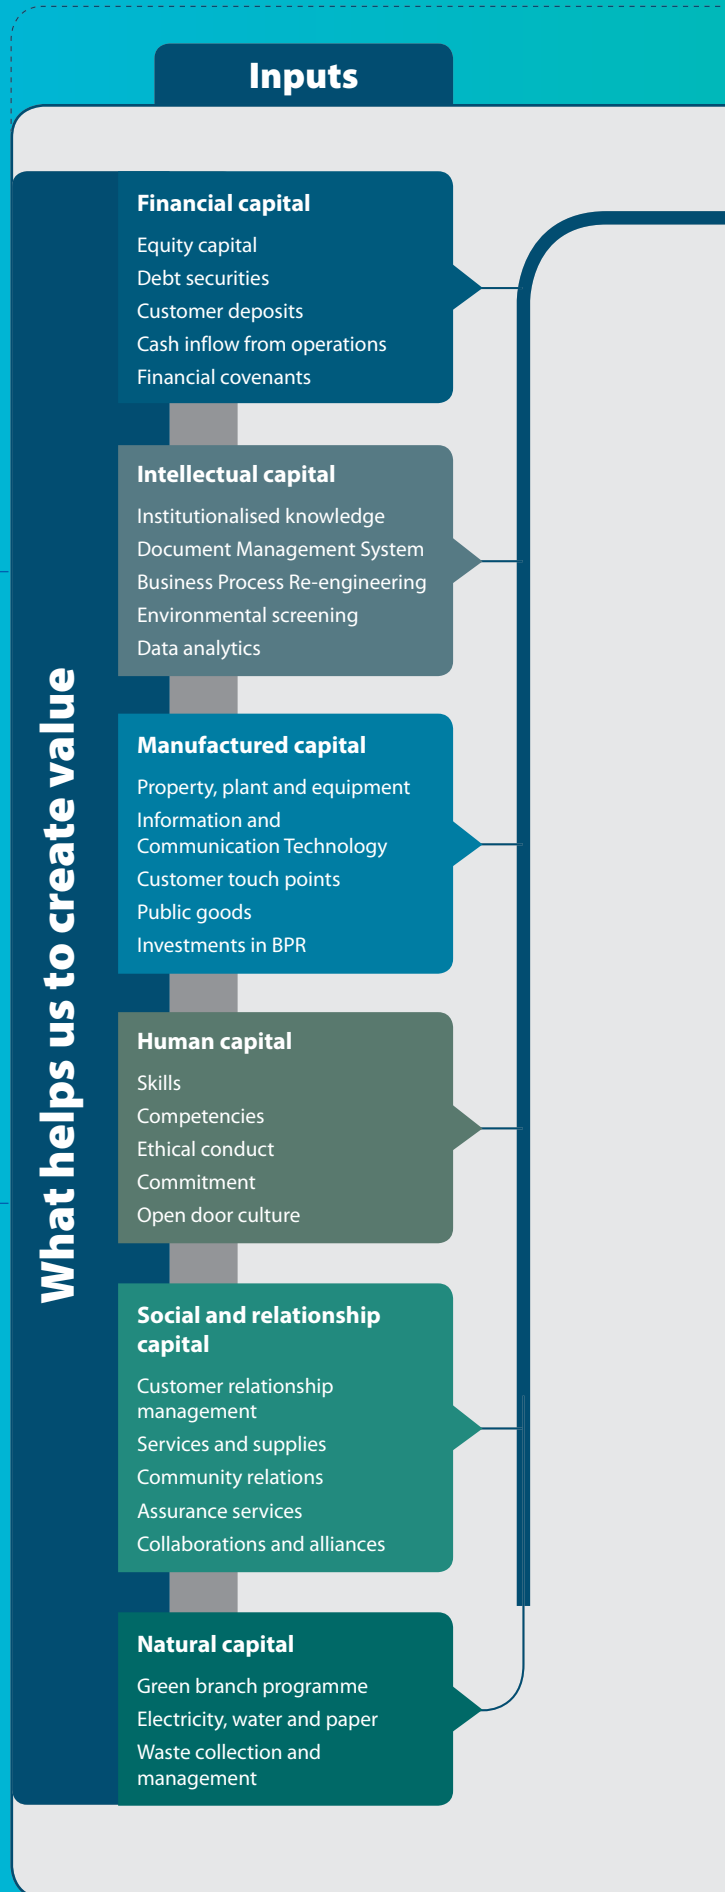 Inputs
What helps us to create value
Financial capital
Equity capital
Debt securities
Customer deposits
Cash inflow from operations
Financial covenants
Intellectual capital
Institutionalised knowledge
Document Management System
Business Process Re-engineering
Environmental screening
Data analytics
Manufactured capital
Property, plant and equipment
Information and
Communication Technology
Customer touch points
Public goods
Investments in BPR
Human capital
Skills
Competencies
Ethical conduct
Commitment
Open door culture
Social and relationship
capital
Customer relationship
management
Services and supplies
Community relations
Assurance services
Collaborations and alliances
Natural capital
Green branch programme
Electricity, water and paper
Waste collection and
management